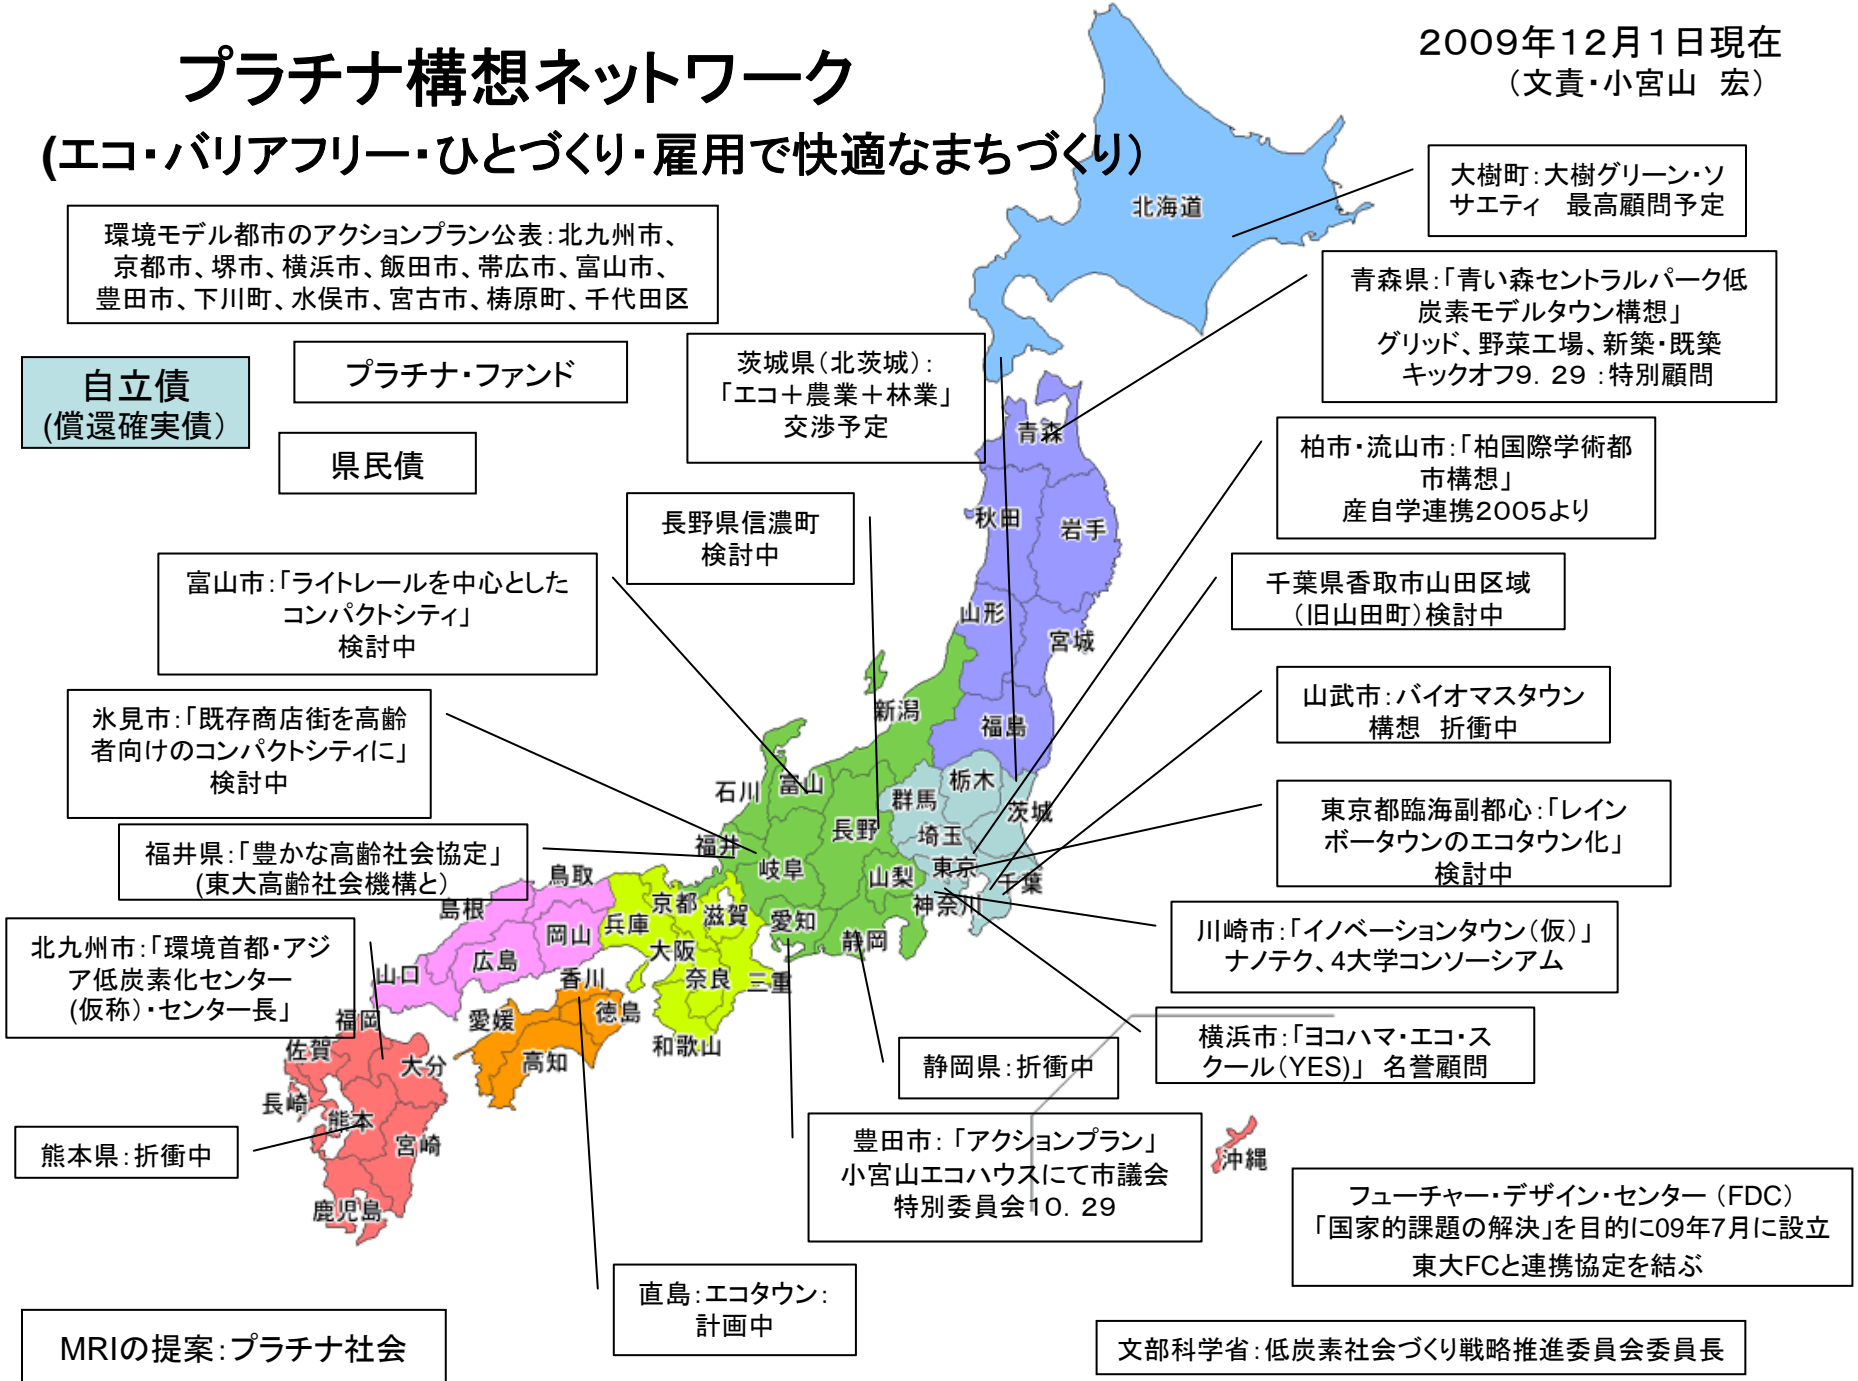 プラチナ構想ネットワーク
(エコ・バリアフリー・ひとづくり・雇用で快適なまちづくり）
2009年12月1日現在
（文責・小宮山　宏）
環境モデル都市のアクションプラン公表：北九州市、
京都市、堺市、横浜市、飯田市、帯広市、富山市、
豊田市、下川町、水俣市、宮古市、梼原町、千代田区
自立債
(償還確実債）
プラチナ・ファンド
県民債
大樹町：大樹グリーン・ソ
サエティ　最高顧問予定
青森県：「青い森セントラルパーク低
炭素モデルタウン構想」
グリッド、野菜工場、新築・既築
キックオフ9．29：特別顧問
茨城県（北茨城）：
「エコ＋農業＋林業」
交渉予定
柏市・流山市：「柏国際学術都
市構想」
産自学連携2005より
長野県信濃町
検討中
富山市：「ライトレールを中心とした
コンパクトシティ」
検討中
千葉県香取市山田区域
（旧山田町）検討中
氷見市：「既存商店街を高齢
者向けのコンパクトシティに」
検討中
山武市：バイオマスタウン
構想　折衝中
東京都臨海副都心：「レイン
ボータウンのエコタウン化」
検討中
福井県：「豊かな高齢社会協定」
(東大高齢社会機構と）
川崎市：「イノベーションタウン（仮）」
ナノテク、4大学コンソーシアム
北九州市：「環境首都・アジ
ア低炭素化センター
(仮称）・センター長」
横浜市：「ヨコハマ・エコ・ス
クール（YES)」　名誉顧問
静岡県：折衝中
熊本県：折衝中
豊田市：「アクションプラン」
小宮山エコハウスにて市議会
特別委員会10．29
フューチャー・デザイン・センター（FDC）
「国家的課題の解決」を目的に09年7月に設立
東大FCと連携協定を結ぶ
直島：エコタウン：
計画中
MRIの提案：プラチナ社会
文部科学省：低炭素社会づくり戦略推進委員会委員長
北海道
青森
秋田
岩手
山形
宮城
新潟
福島
石川
富山
群馬
栃木
茨城
長野
埼玉
福井
岐阜
山梨
東京
千葉
神奈川
鳥取
島根
岡山
兵庫
京都
滋賀
愛知
静岡
山口
広島
大阪
奈良
三重
香川
徳島
愛媛
高知
和歌山
福岡
佐賀
大分
長崎
熊本
宮崎
鹿児島
沖縄